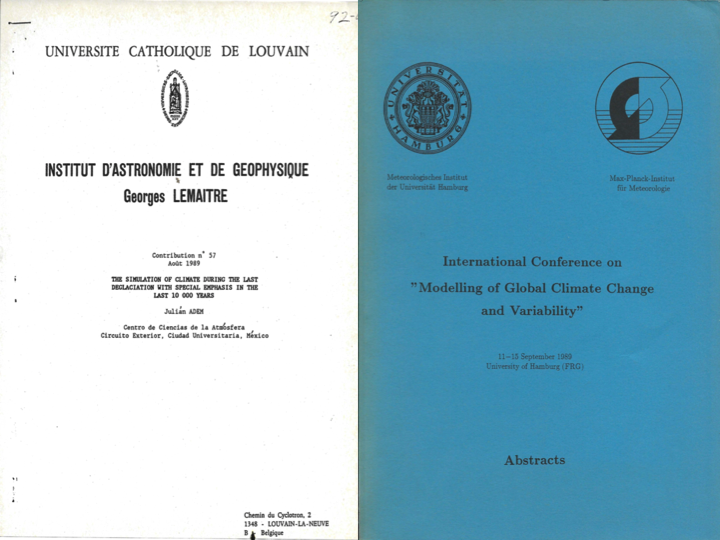 92-
UNIVERSITE CATHOLIQUE DE LOUVAIN
INSTITUT D'ASTRONOMIE ET DE GEOPHYSIQUE
Georges LEMAITRE
Contribution n° 57
Août 1989
THE SIMULATION OF CLIMATE DURING THE LAST
DEGLACIATION WITH SPECIAL EMPHASIS IN THE
LAST 10 000 YEARS
Julián ADEM
Centro de Ciencias de la Atmósfera
Circuito Exterior, Ciudad Universitaria, México
Chemin du Cyclotron, 2
1348 - LOUVAIN-LA-NEUVE
B - Belgique
UNIVERSITÄT
HAMBURG
Meteorologisches Institut
der Universität Hamburg
Max-Planck-Institut
für Meteorologie
International Conference on
"Modelling of Global Climate Change
and Variability"
11-15 September 1989
University of Hamburg (FRG)
Abstracts